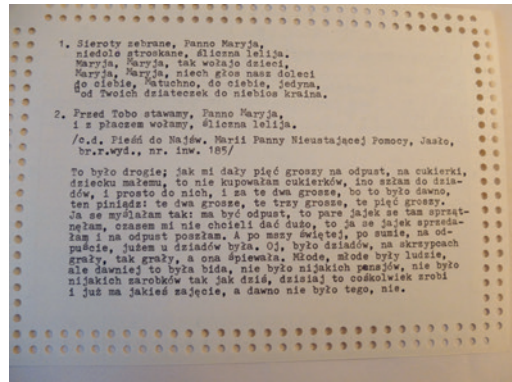 1. Sieroty zebrane, Panno Maryja,
niedolo stroskane, śliczna lelija.
Maryja, Maryja, tak wołajo dzieci,
Maryja, Maryja, niech głos nasz doleci
do ciebie, Matuchno, do ciebie, jedyna,
od Twoich dziateczek do niebios kraina.
2. Przed Tobo stawamy, Panno Maryja,
i z płaczem wołamy, śliczna lelija.
/c.d. Pieśń do Najśw. Marii Panny Nieustającej Pomocy, Jasło,
br.r.wyd., nr. inw. 185/
To było drogie; jak mi dały pięć groszy na odpust, na cukierki,
dziecku małemu, to nie kupowałam cukierków, ino szłam do dzia-
dów, i prosto do nich, i za te dwa grosze, bo to było dawno,
ten piniądz: te dwa grosze, te trzy grosze, te pięć groszy.
Ja se myślałam tak: ma być odpust, to pare jajek se tam sprząt-
nęłam, czasem mi nie chcieli dać dużo, to ja se jajek sprzeda-
łam i na odpust poszłam. A po mszy świętej, po sumie, na od-
puście, jużem u dziadów była. Oj, było dziadów, na skrzypcach
grały, tak grały, a ona śpiewała. Młode, młode były ludzie,
ale dawniej to była bida, nie było nijakich pensjów, nie było
nijakich zarobków tak jak dziś, dzisiaj to cośkolwiek zrobi
i już ma jakieś zajęcie, a dawno nie było tego, nie.